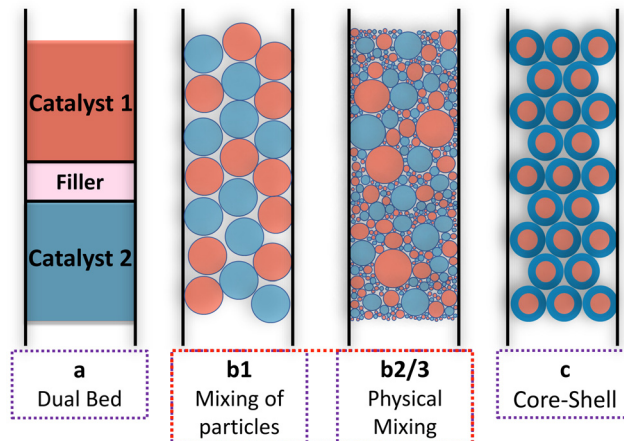 Catalyst 1
Filler
Catalyst 2
a
Dual Bed
b1
Mixing of
particles
b2/3
Physical
Mixing
c
Core-Shell